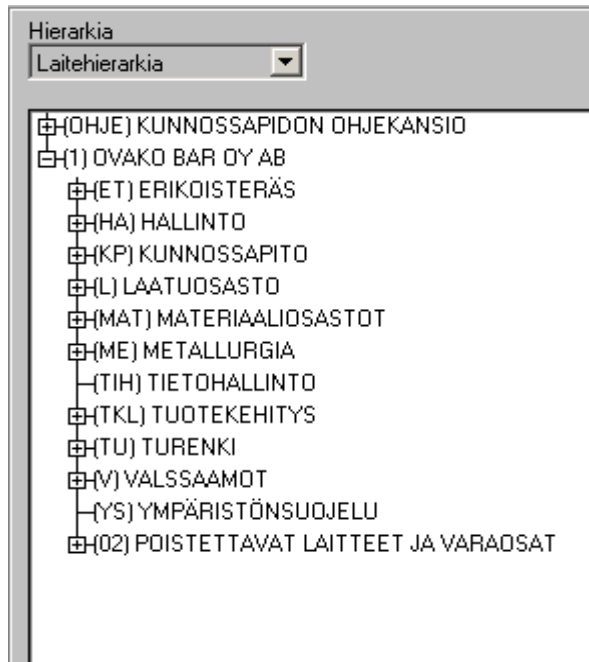 Hierarkia
Laitehierarkia
(OHJE) KUNNOSSAPIDON OHJEKANSIO
(1) OVAKO BAR OY AB
(ET) ERIKOISTERÄS
(HA) HALLINTO
(KP) KUNNOSSAPITO
(L) LAATUOSASTO
(MAT) MATERIAALIOSASTOT
(ME) METALLURGIA
(TIH) TIETOHALLINTO
(TKL) TUOTEKEHITYS
(TU) TURENKI
(V) VALSSAAMOT
(YS) YMPÄRISTÖNSUOJELU
(02) POISTETTAVAT LAITTEET JA VARAOSAT